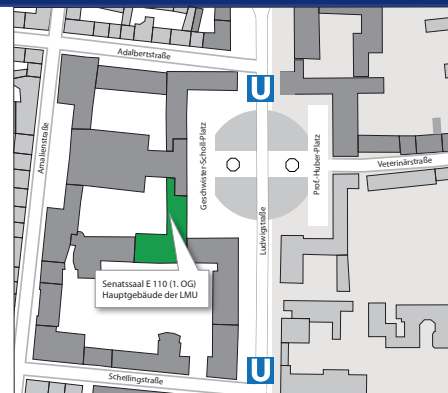 Adalbertstraße
U
Amalienstraße
Geschwister-Scholl-Platz
Prof.-Huber-Platz
Veterinärstraße
Ludwigstraße
Senatssaal E 110 (1. OG)
Hauptgebäude der LMU
U
Schellingstraße